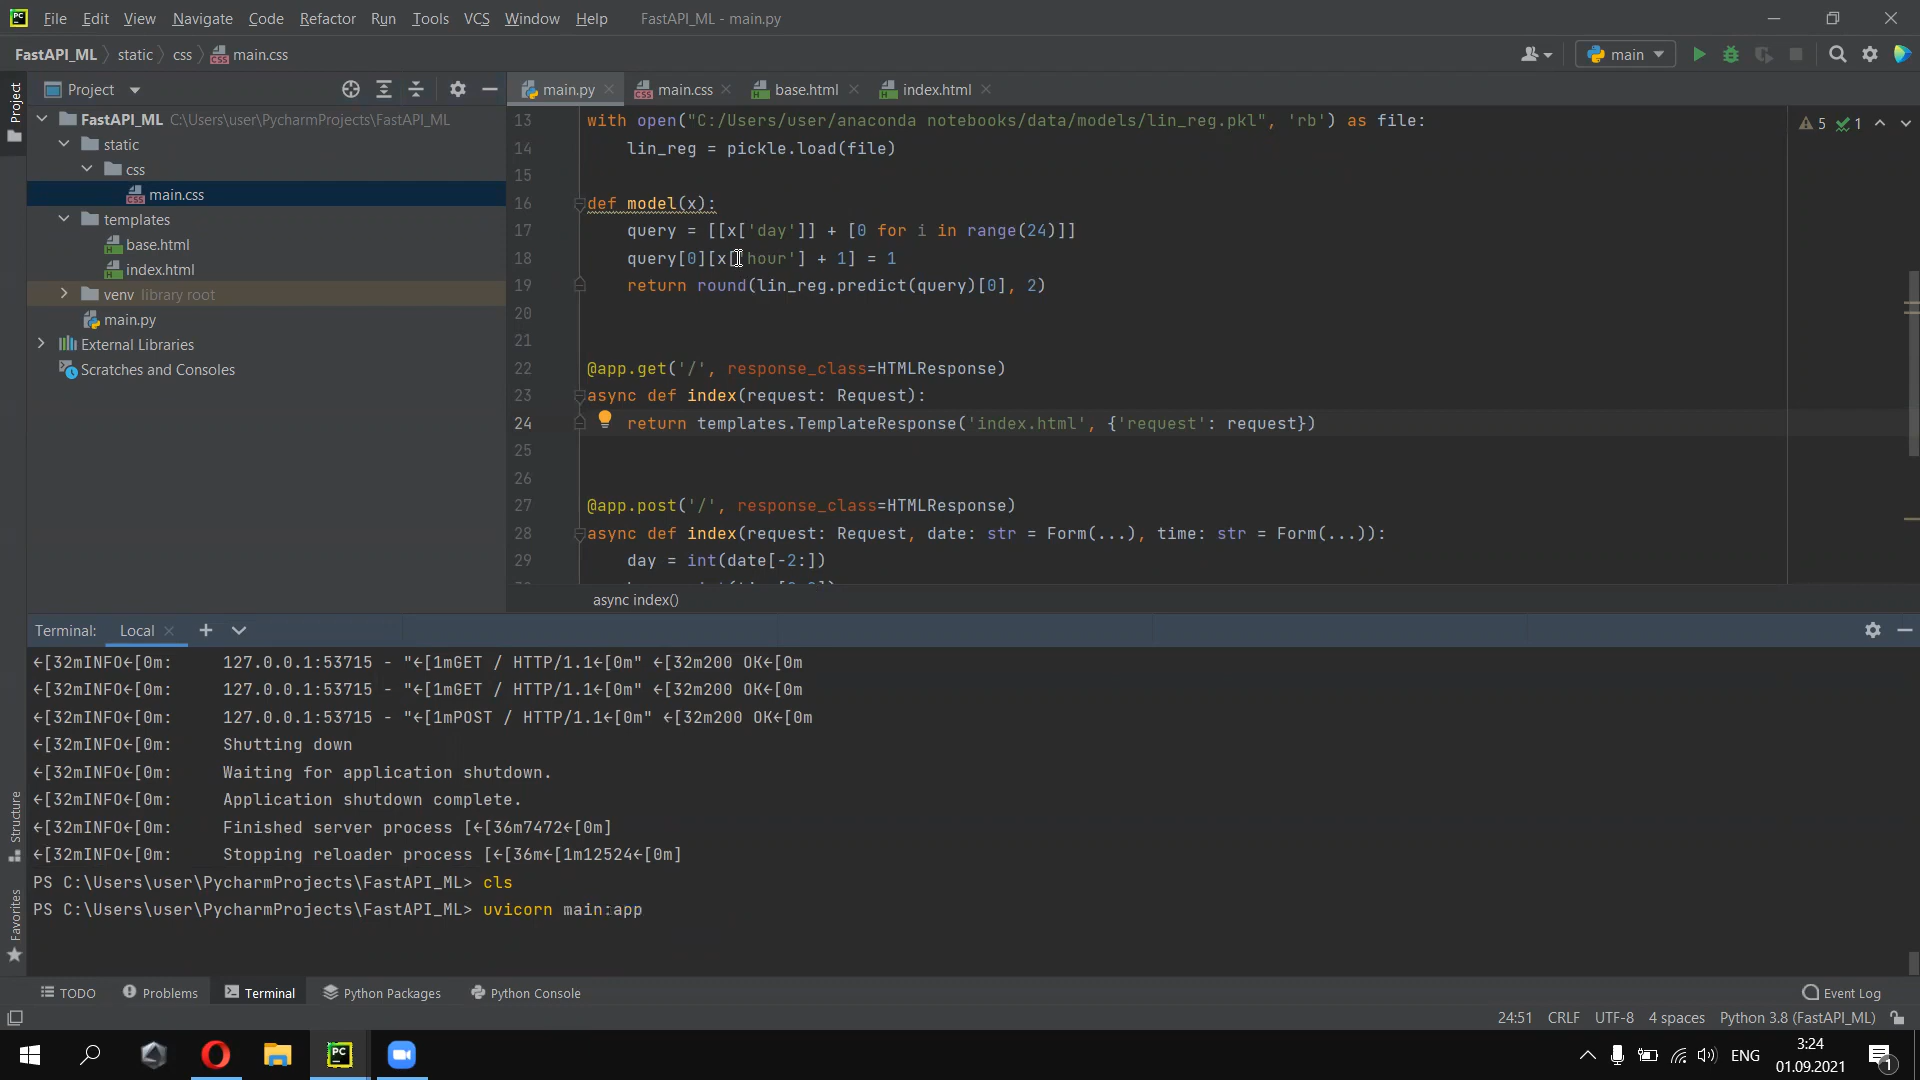 File Edit View Navigate Code Refactor Run Tools VCS Window Help FastAPI_ML - main.py
FastAPI_ML static css main.css main
Project main.py main.css base.html index.html
Project
FastAPI_ML C:\Users\user\PycharmProjects\FastAPI_ML
static
css
main.css
templates
base.html
index.html
venv library root
main.py
External Libraries
Scratches and Consoles
13 with open("C:/Users/user/anaconda notebooks/data/models/lin_reg.pkl", 'rb') as file:
5 1
14 lin_reg = pickle.load(file)
15
16 def model(x):
17 query = [[x['day']] + [0 for i in range(24)]]
18 query[0][x['hour'] + 1] = 1
19 return round(lin_reg.predict(query)[0], 2)
20
21
22 @app.get('/', response_class=HTMLResponse)
23 async def index(request: Request):
24 return templates.TemplateResponse('index.html', {'request': request})
25
26
27 @app.post('/', response_class=HTMLResponse)
28 async def index(request: Request, date: str = Form(...), time: str = Form(...)):
29 day = int(date[-2:])
async index()
Terminal: Local
←[32mINFO←[0m: 127.0.0.1:53715 - "←[1mGET / HTTP/1.1←[0m" ←[32m200 OK←[0m
←[32mINFO←[0m: 127.0.0.1:53715 - "←[1mGET / HTTP/1.1←[0m" ←[32m200 OK←[0m
←[32mINFO←[0m: 127.0.0.1:53715 - "←[1mPOST / HTTP/1.1←[0m" ←[32m200 OK←[0m
←[32mINFO←[0m: Shutting down
←[32mINFO←[0m: Waiting for application shutdown.
←[32mINFO←[0m: Application shutdown complete.
←[32mINFO←[0m: Finished server process [←[36m7472←[0m]
←[32mINFO←[0m: Stopping reloader process [←[36m←[1m12524←[0m]
PS C:\Users\user\PycharmProjects\FastAPI_ML> cls
PS C:\Users\user\PycharmProjects\FastAPI_ML> uvicorn main:app
Structure
Favorites
TODO Problems Terminal Python Packages Python Console Event Log
24:51 CRLF UTF-8 4 spaces Python 3.8 (FastAPI_ML)
ENG 3:24
01.09.2021
1